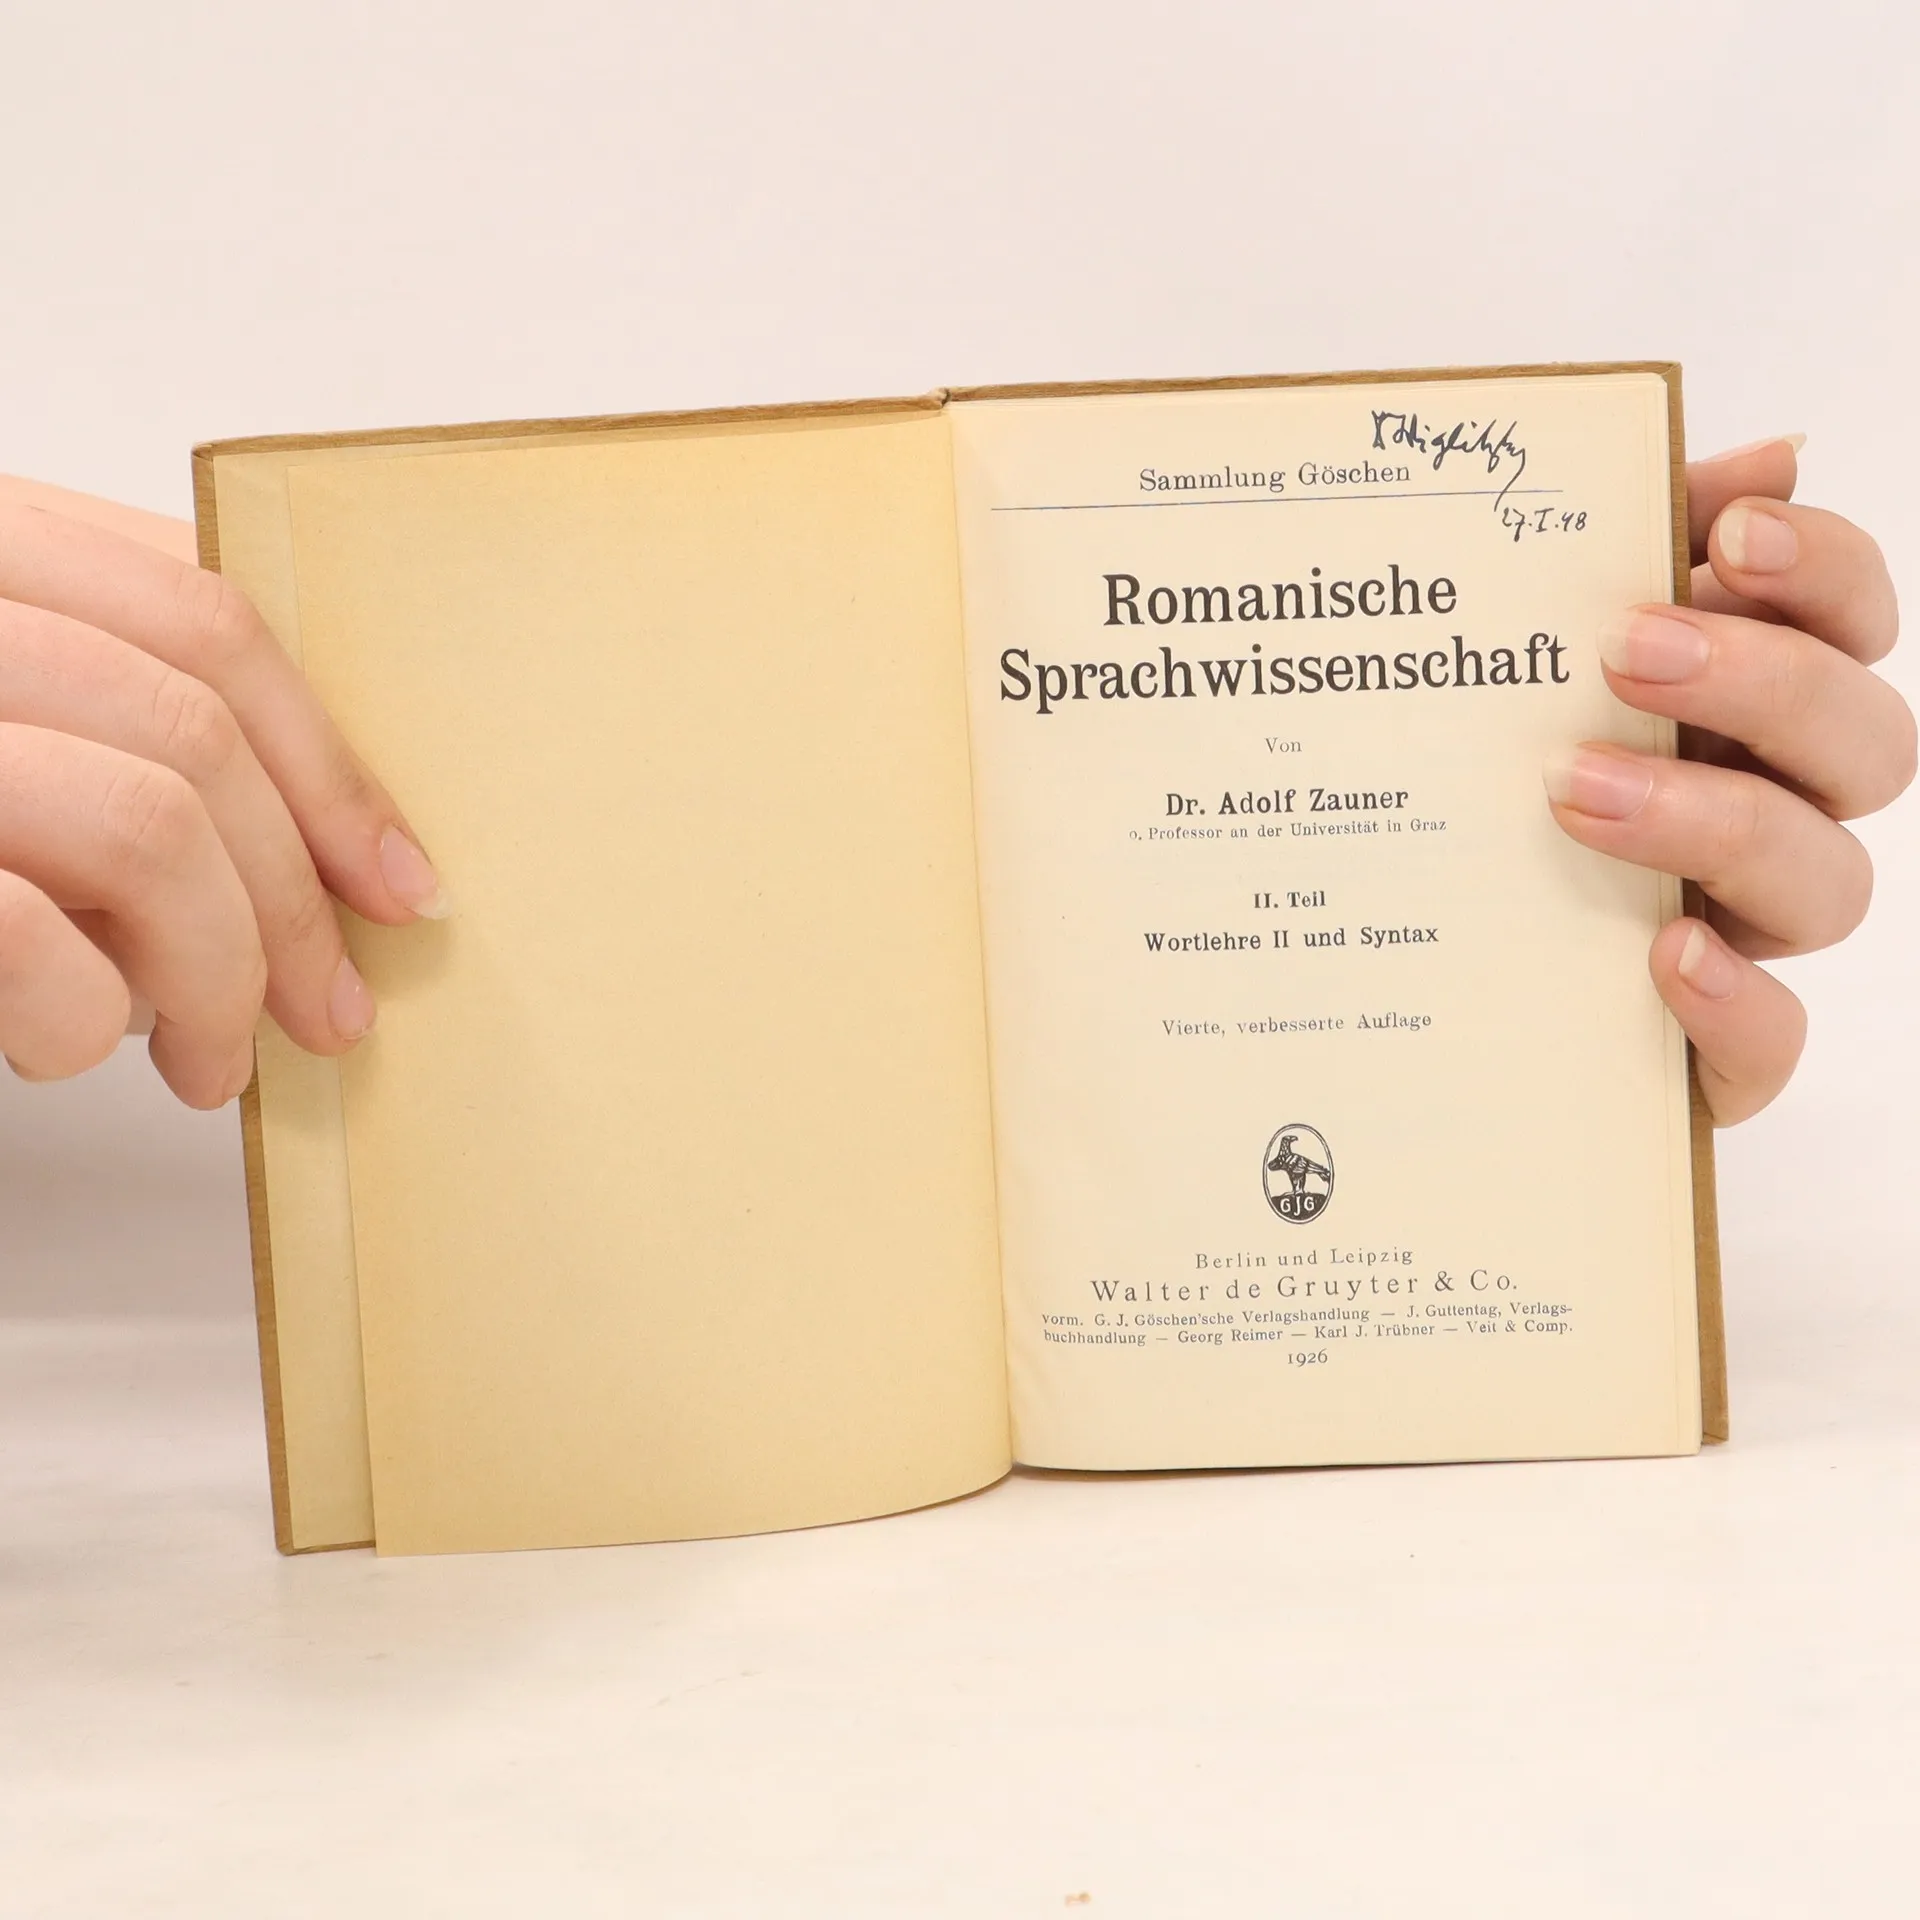 Sammlung Göschen
27.I.48
Romanische
Sprachwissenschaft
Von
Dr. Adolf Zauner
o. Professor an der Universität in Graz
II. Teil
Wortlehre II und Syntax
Vierte, verbesserte Auflage
GJG
Berlin und Leipzig
Walter de Gruyter & Co.
vorm. G. J. Göschen'sche Verlagshandlung — J. Guttentag, Verlags-
buchhandlung — Georg Reimer — Karl J. Trübner — Veit & Comp.
1926